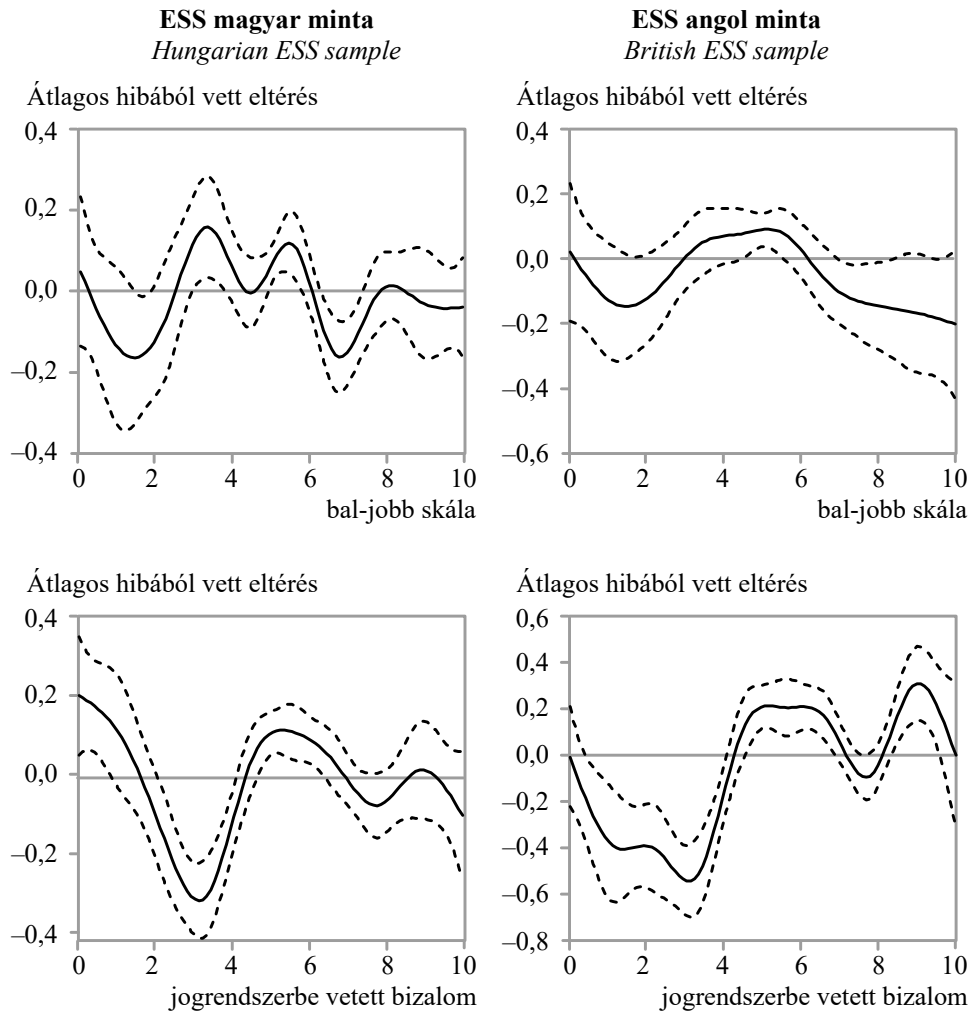 ESS magyar minta
Hungarian ESS sample
ESS angol minta
British ESS sample
Átlagos hibából vett eltérés
0,4
0,2
0,0
–0,2
–0,4
0 2 4 6 8 10
bal-jobb skála
Átlagos hibából vett eltérés
0,4
0,2
0,0
–0,2
–0,4
–0,6
0 2 4 6 8 10
bal-jobb skála
Átlagos hibából vett eltérés
0,4
0,2
0,0
–0,2
–0,4
0 2 4 6 8 10
jogrendszerbe vetett bizalom
Átlagos hibából vett eltérés
0,6
0,4
0,2
0,0
–0,2
–0,4
–0,6
–0,8
0 2 4 6 8 10
jogrendszerbe vetett bizalom